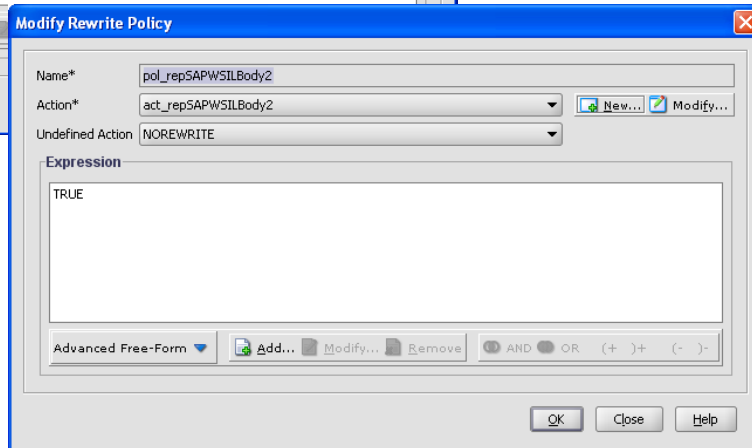 Modify Rewrite Policy
Name* pol_repSAPWSILBody2
Action* act_repSAPWSILBody2 New... Modify...
Undefined Action NOREWRITE
Expression
TRUE
Advanced Free-Form Add... Modify... Remove AND OR (+ )+ (- )-
OK Close Help